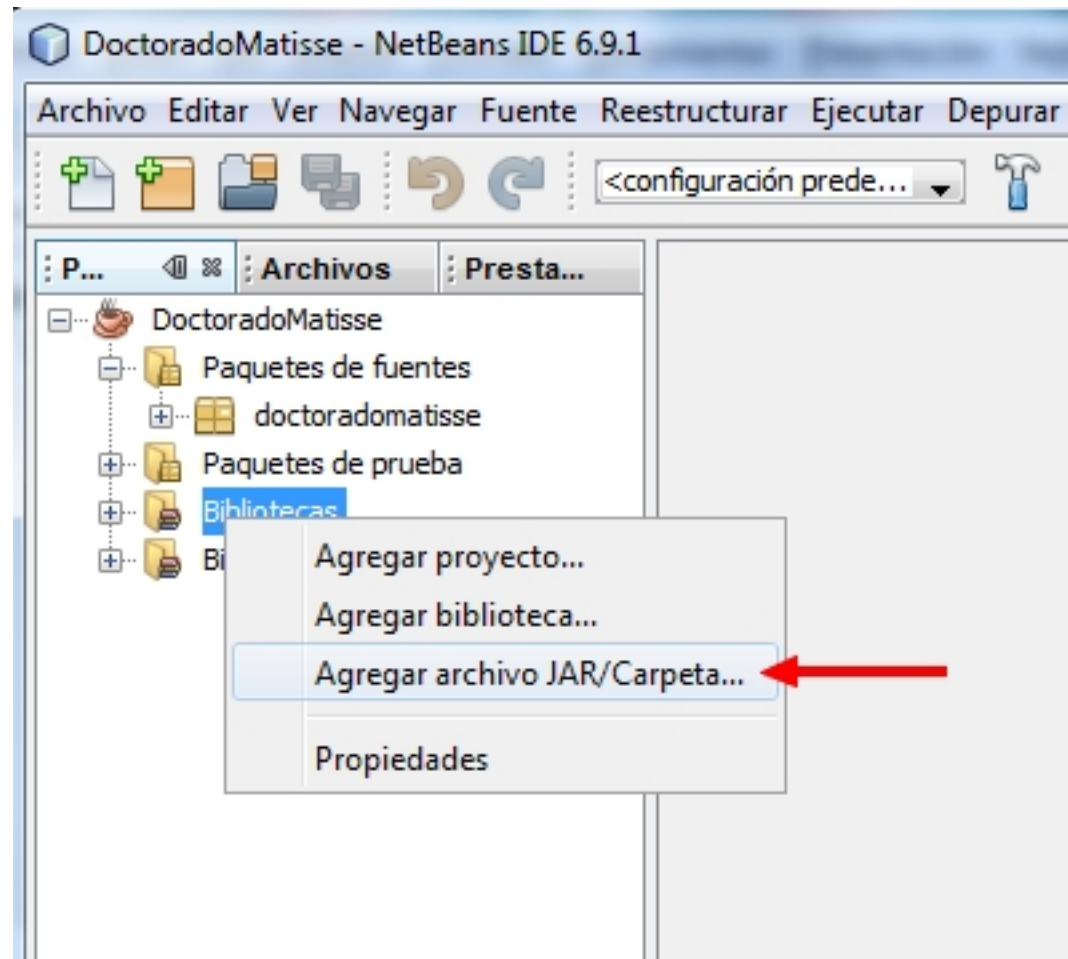 DoctoradoMatisse - NetBeans IDE 6.9.1
Archivo Editar Ver Navegar Fuente Reestructurar Ejecutar Depurar
<configuración prede...
P... Archivos Presta...
DoctoradoMatisse
Paquetes de fuentes
doctoradomatisse
Paquetes de prueba
Bibliotecas
Bi
Agregar proyecto...
Agregar biblioteca...
Agregar archivo JAR/Carpeta...
Propiedades